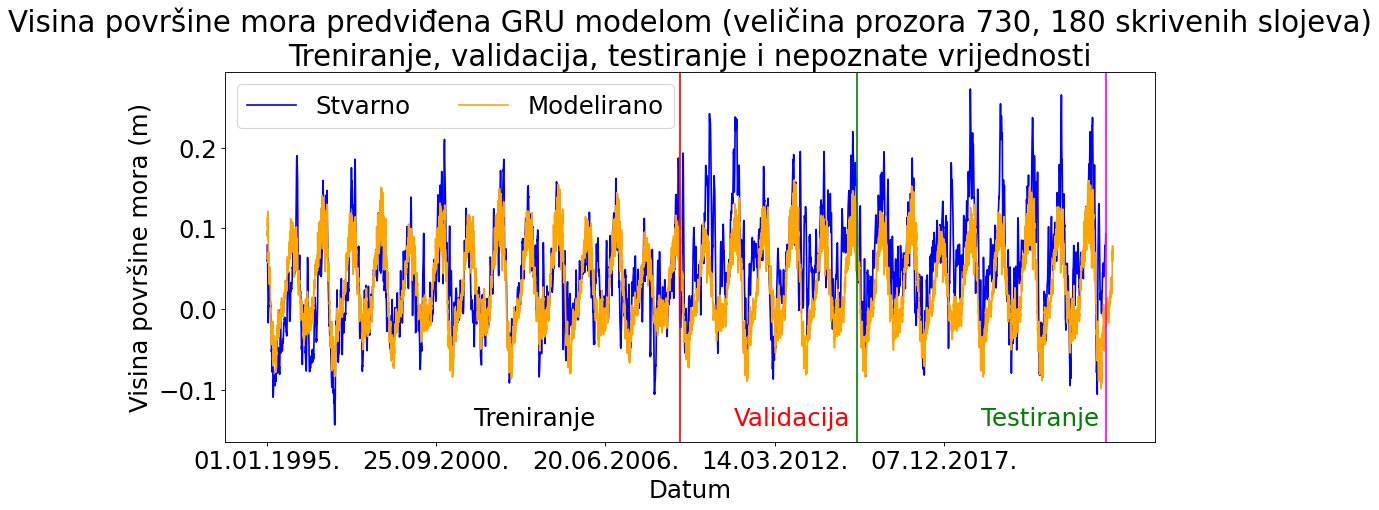 Visina površine mora predviđena GRU modelom (veličina prozora 730, 180 skrivenih slojeva)
Treniranje, validacija, testiranje i nepoznate vrijednosti
Stvarno
Modelirano
Visina površine mora (m)
0.2
0.1
0.0
−0.1
Treniranje
Validacija
Testiranje
01.01.1995.
25.09.2000.
20.06.2006.
14.03.2012.
07.12.2017.
Datum